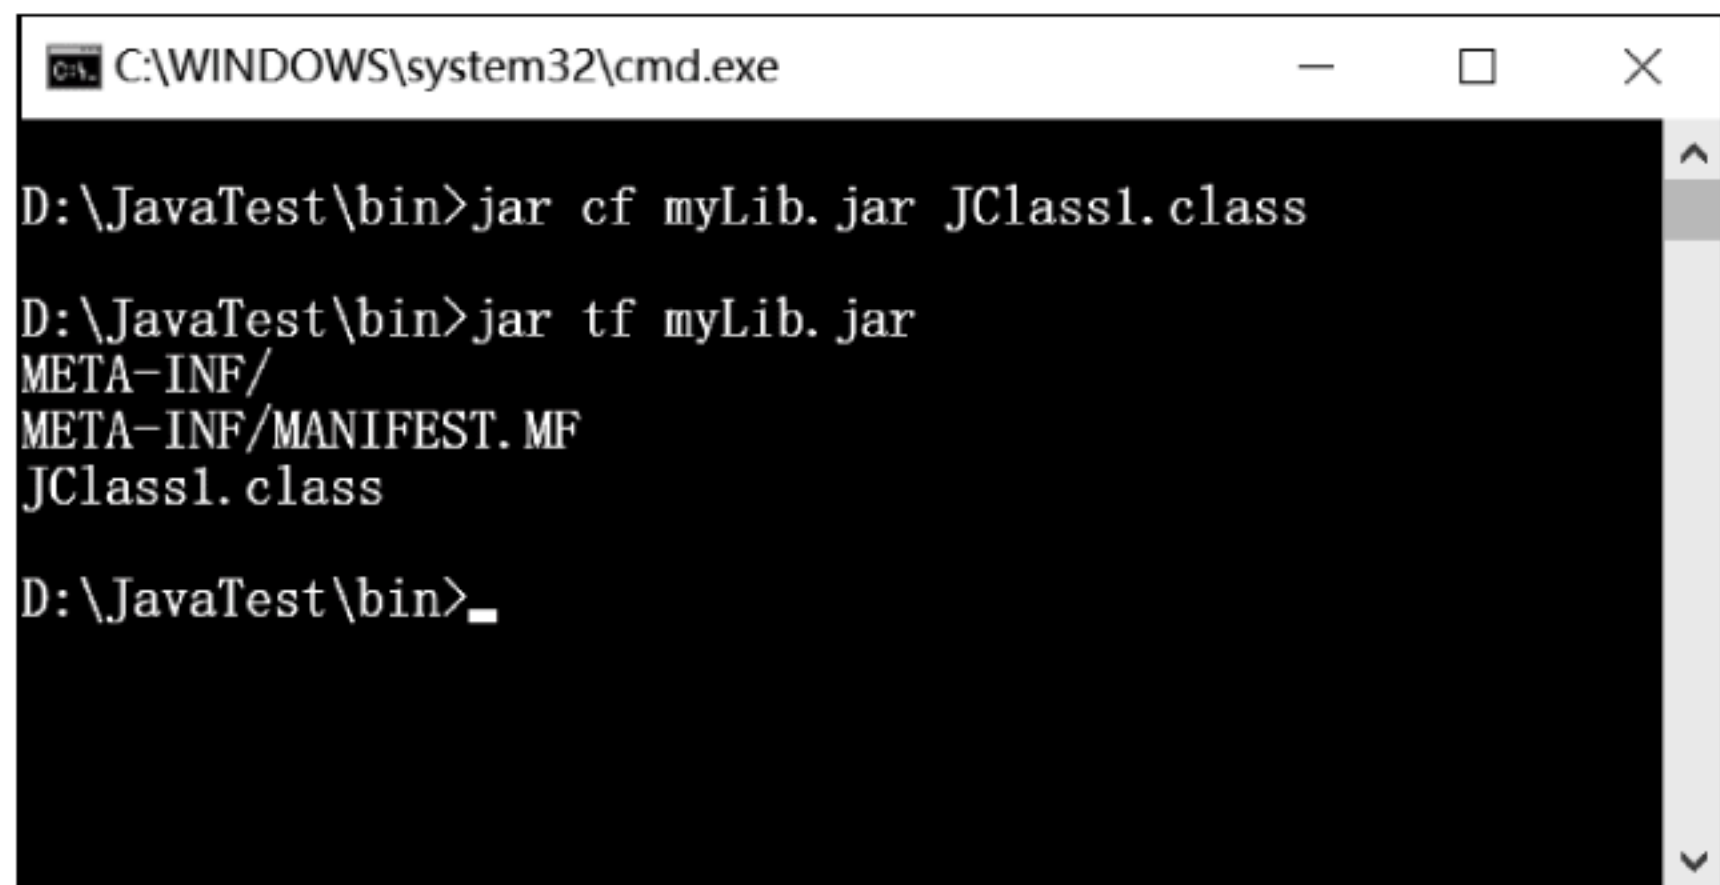 C:\WINDOWS\system32\cmd.exe
D:\JavaTest\bin>jar cf myLib.jar JClass1.class
D:\JavaTest\bin>jar tf myLib.jar
META-INF/
META-INF/MANIFEST.MF
JClass1.class
D:\JavaTest\bin>